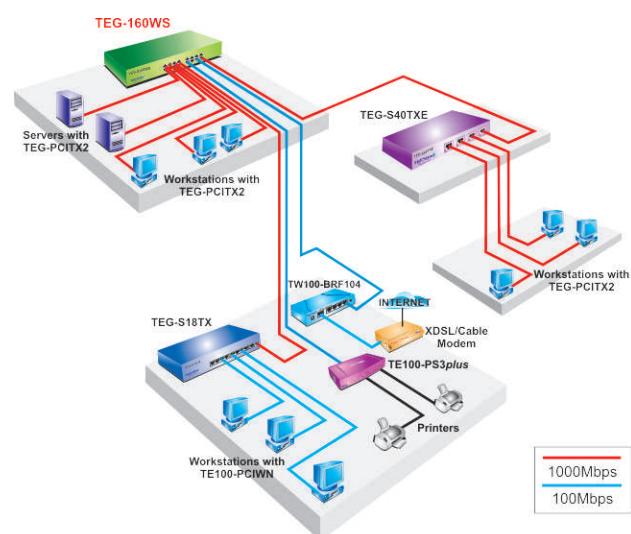 TEG-160WS
TEG-S40TXE
Servers with
TEG-PCITX2
Workstations with
TEG-PCITX2
Workstations with
TEG-PCITX2
TW100-BRF104
INTERNET
XDSL/Cable
Modem
TEG-S18TX
TE100-PS3plus
Printers
Workstations with
TE100-PCIWN
1000Mbps
100Mbps